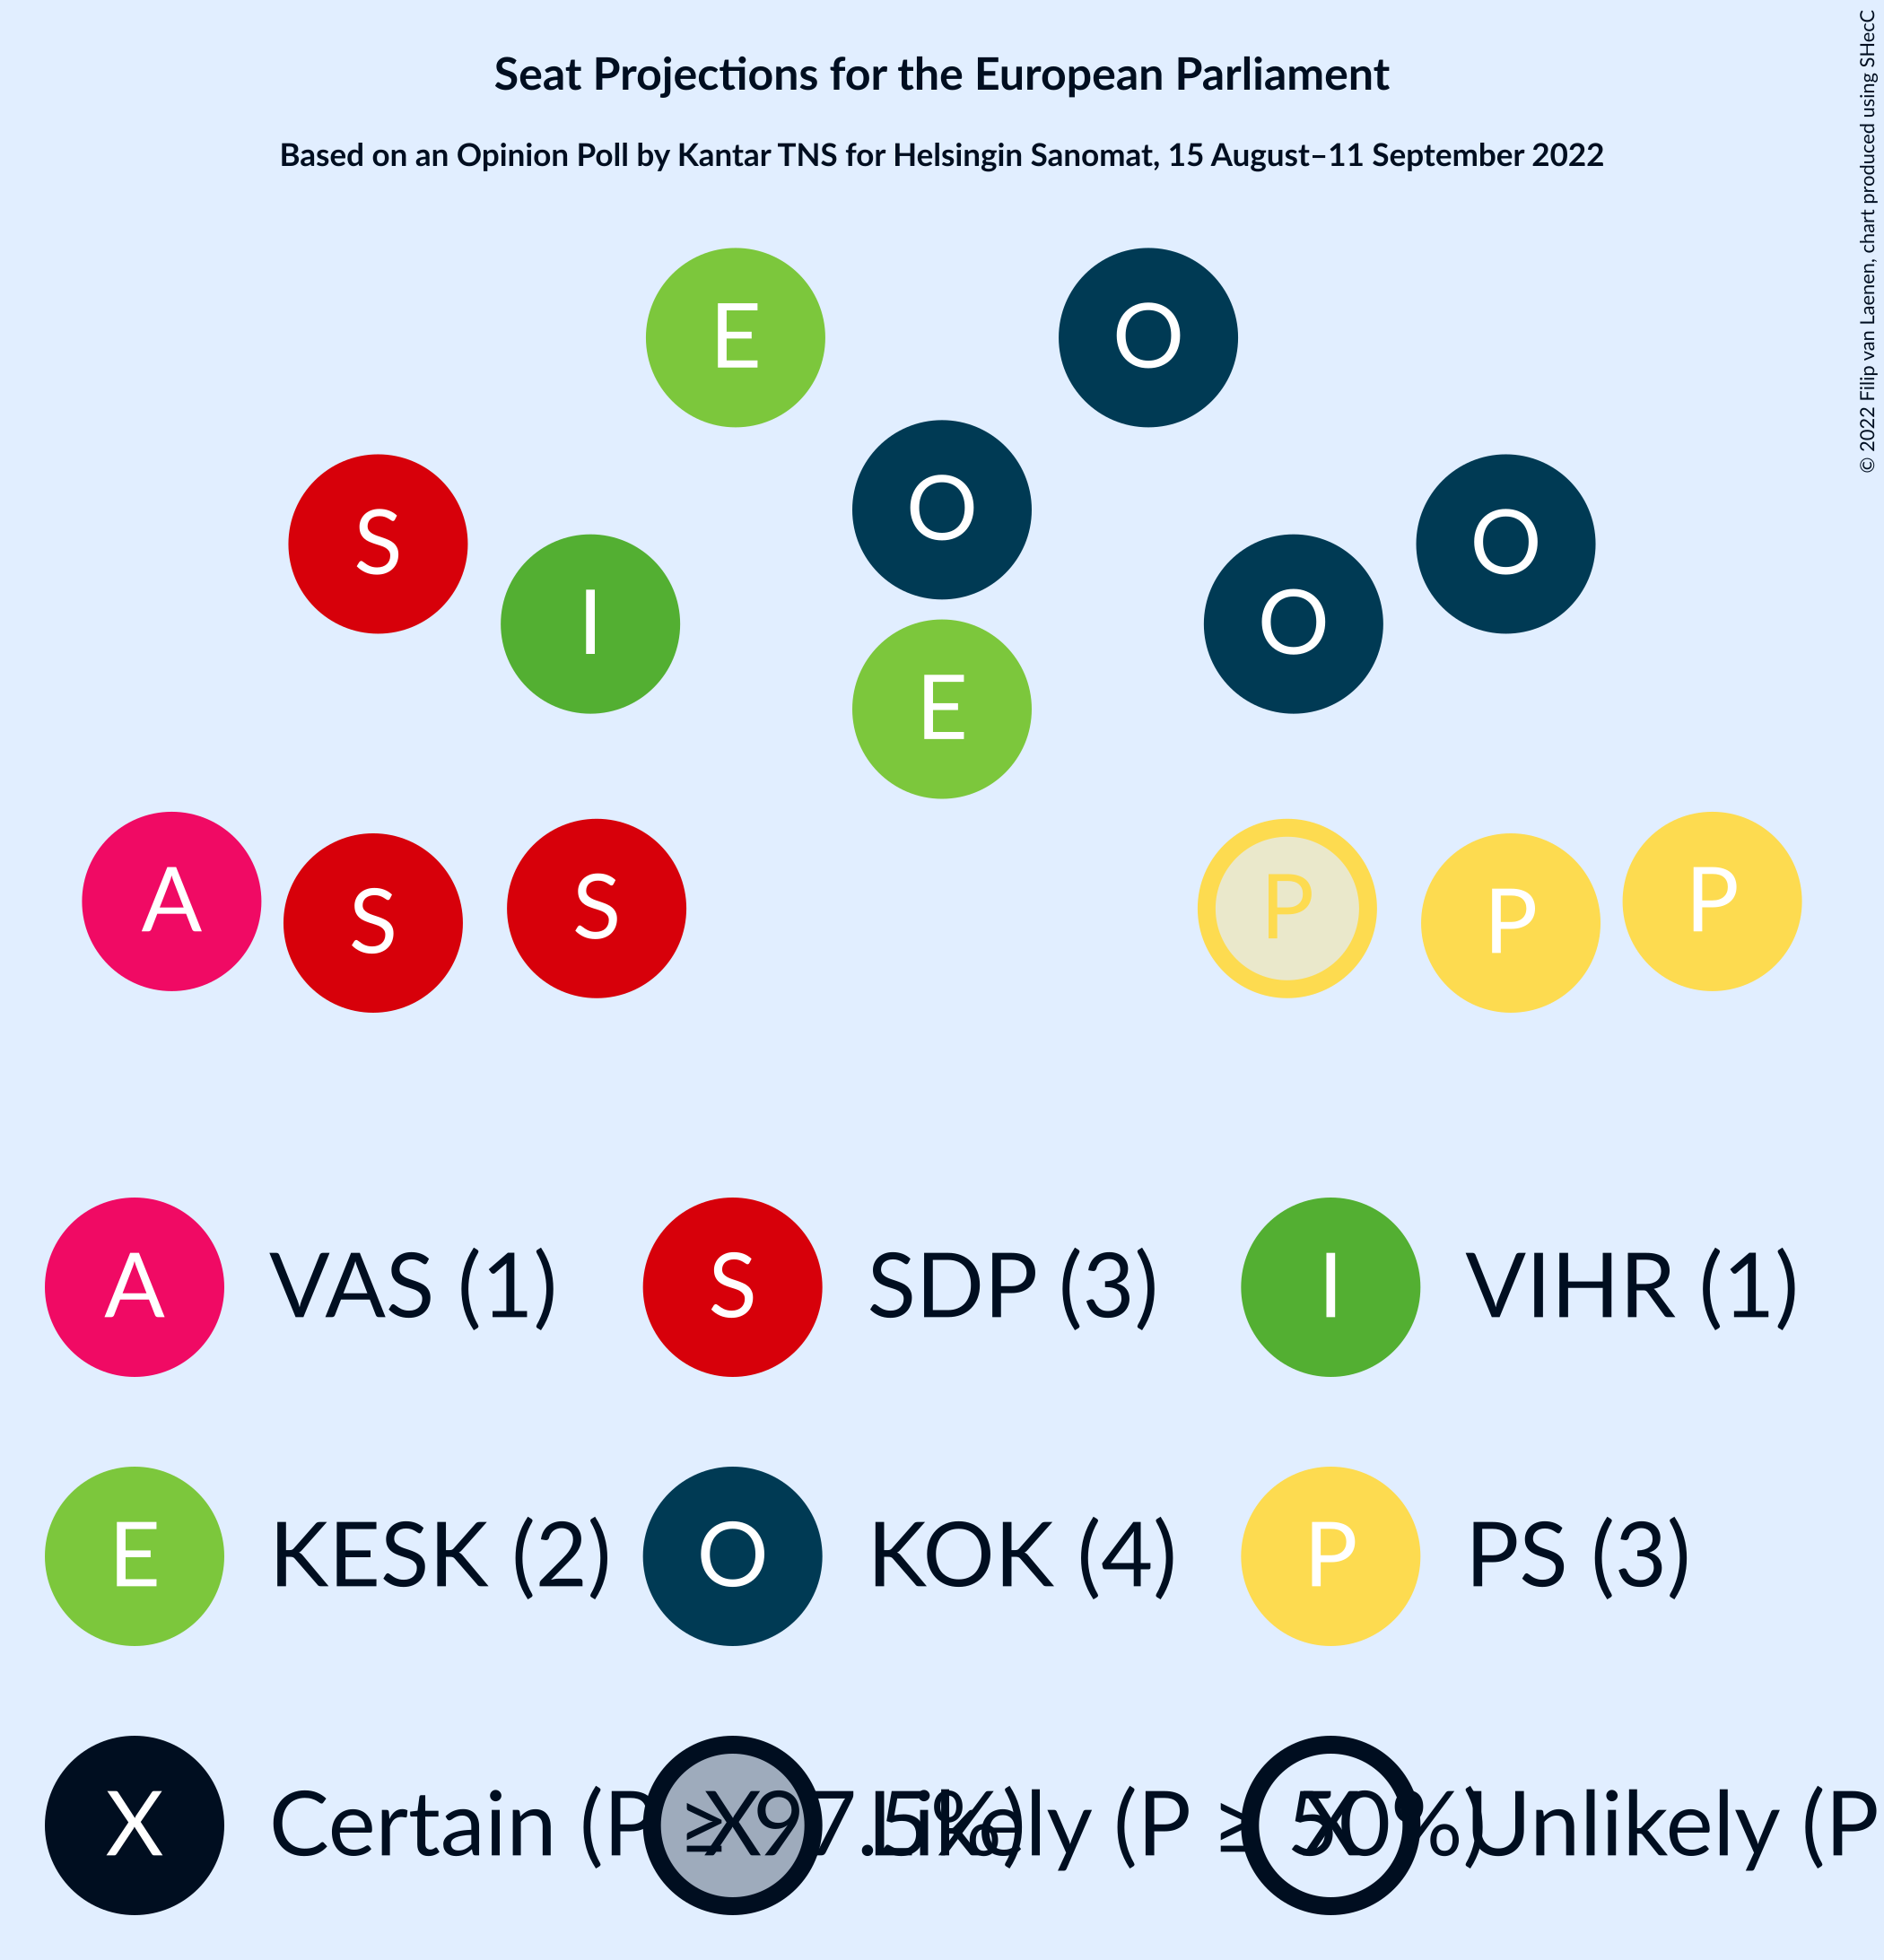 Seat Projections for the European Parliament
Based on an Opinion Poll by Kantar TNS for Helsingin Sanomat, 15 August–11 September 2022
© 2022 Filip van Laenen, chart produced using SHecC
E O
O
S O
I O
E
A P
S S P P
A VAS (1) S SDP (3) I VIHR (1)
E KESK (2) O KOK (4) P PS (3)
X Certain (P ≥ 97.5%) X Likely (P ≥ 50%) X Unlikely (P